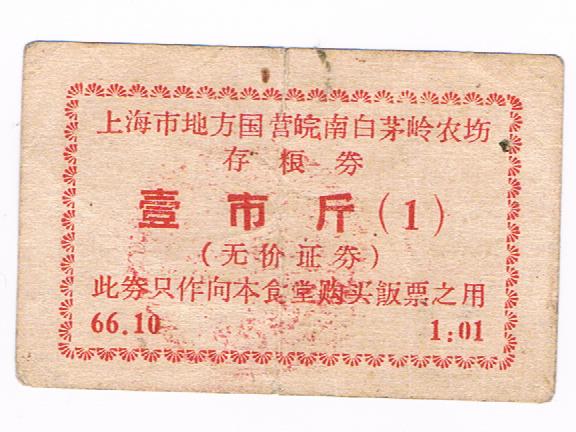 上海市地方国营皖南白茅岭农场
存粮券
壹市斤(1)
(无价证券)
此券只作向本食堂购买飯票之用
66.10 1:01